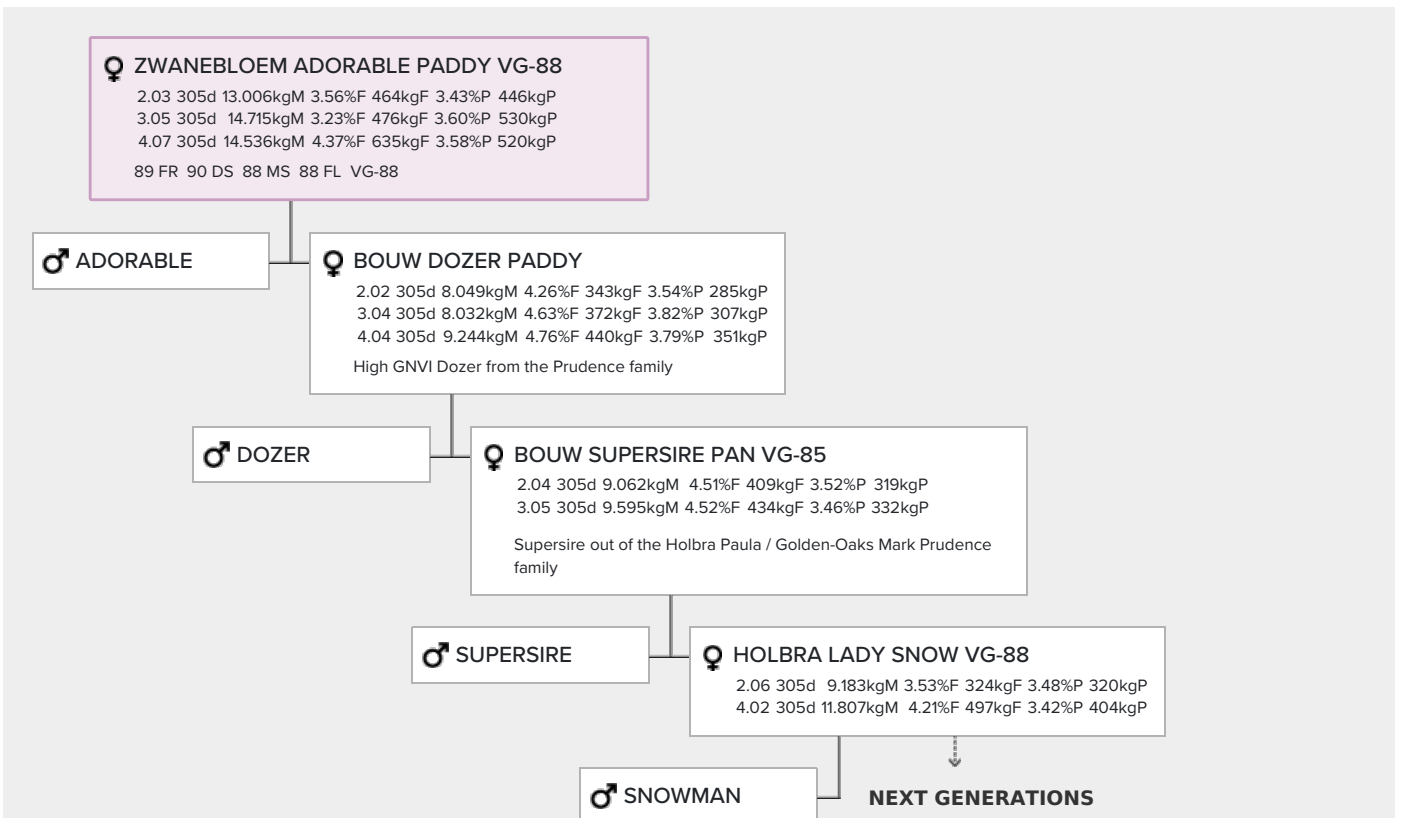 ZWANEBLOEM ADORABLE PADDY VG-88
2.03 305d 13.006kgM 3.56%F 464kgF 3.43%P 446kgP
3.05 305d 14.715kgM 3.23%F 476kgF 3.60%P 530kgP
4.07 305d 14.536kgM 4.37%F 635kgF 3.58%P 520kgP
89 FR 90 DS 88 MS 88 FL VG-88
ADORABLE
BOUW DOZER PADDY
2.02 305d 8.049kgM 4.26%F 343kgF 3.54%P 285kgP
3.04 305d 8.032kgM 4.63%F 372kgF 3.82%P 307kgP
4.04 305d 9.244kgM 4.76%F 440kgF 3.79%P 351kgP
High GNVI Dozer from the Prudence family
DOZER
BOUW SUPERSIRE PAN VG-85
2.04 305d 9.062kgM 4.51%F 409kgF 3.52%P 319kgP
3.05 305d 9.595kgM 4.52%F 434kgF 3.46%P 332kgP
Supersire out of the Holbra Paula / Golden-Oaks Mark Prudence
family
SUPERSIRE
HOLBRA LADY SNOW VG-88
2.06 305d 9.183kgM 3.53%F 324kgF 3.48%P 320kgP
4.02 305d 11.807kgM 4.21%F 497kgF 3.42%P 404kgP
SNOWMAN
NEXT GENERATIONS